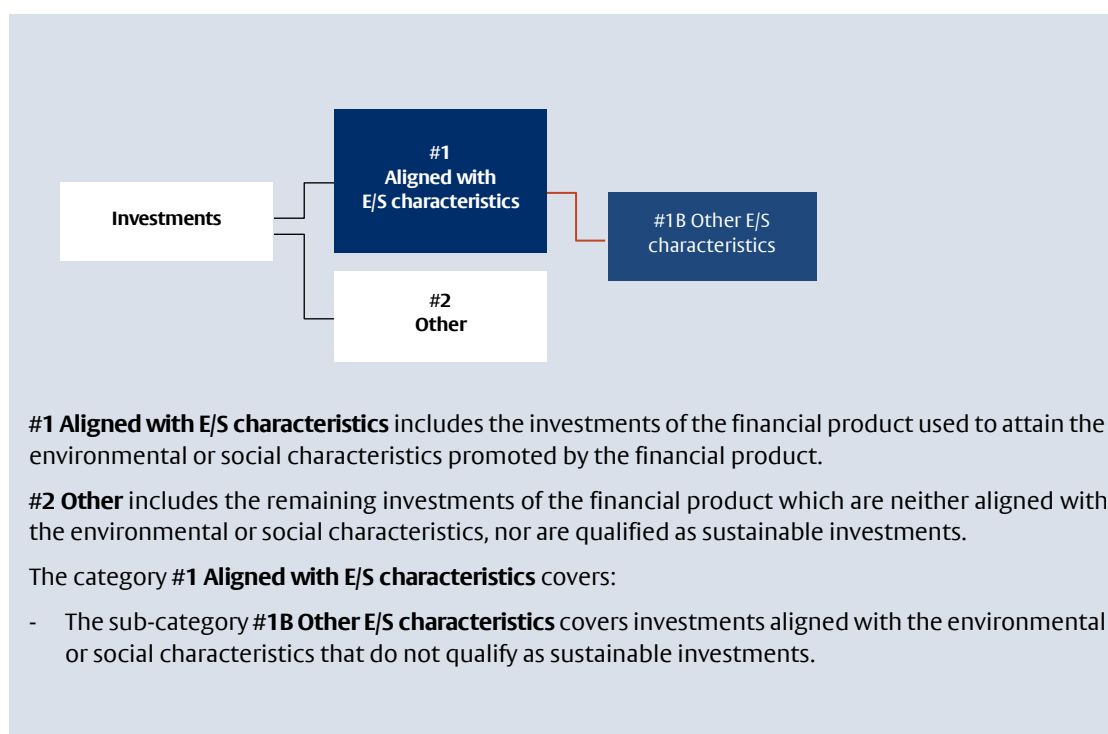 #1
Aligned with
E/S characteristics
Investments
#1B Other E/S
characteristics
#2
Other
#1 Aligned with E/S characteristics includes the investments of the financial product used to attain the
environmental or social characteristics promoted by the financial product.
#2 Other includes the remaining investments of the financial product which are neither aligned with
the environmental or social characteristics, nor are qualified as sustainable investments.
The category #1 Aligned with E/S characteristics covers:
- The sub-category #1B Other E/S characteristics covers investments aligned with the environmental
or social characteristics that do not qualify as sustainable investments.